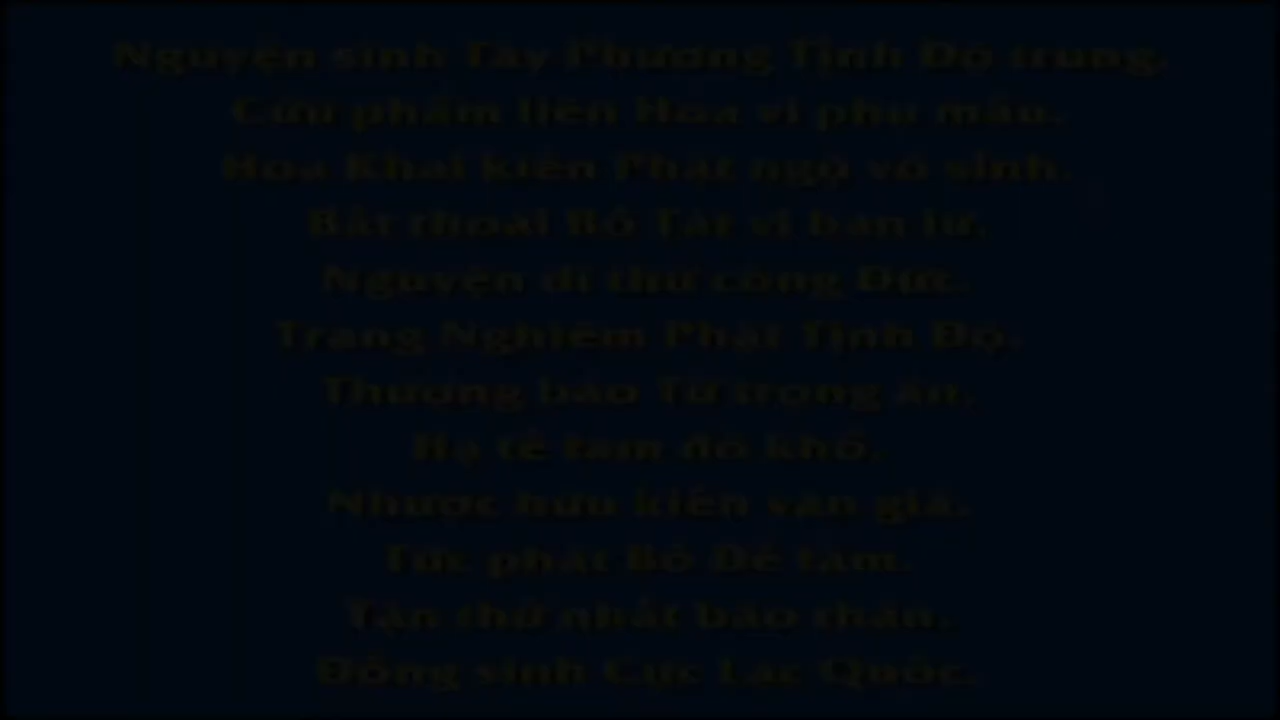 Nguyện sinh Tây Phương Tịnh Độ trung,
Cửu phẩm liên Hoa vi phụ mẫu.
Hoa Khai kiến Phật ngộ vô sinh,
Bất thoái Bồ Tát vi bạn lữ.
Nguyện dĩ thử công Đức,
Trang Nghiêm Phật Tịnh Độ.
Thượng báo Tứ trọng ân,
Hạ tế tam đồ khổ.
Nhược hữu kiến văn giả,
Tức phát Bồ Đề tâm.
Tận thử nhất báo thân,
Đồng sinh Cực Lạc Quốc.